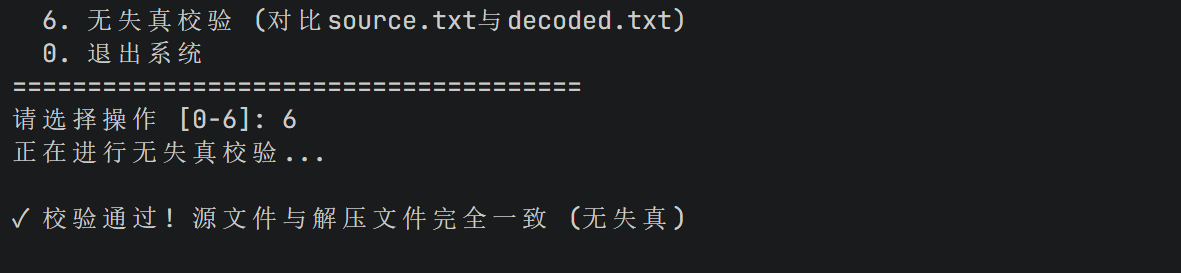 6. 无失真校验 (对比source.txt与decoded.txt)
0. 退出系统
======================================
请选择操作 [0-6]: 6
正在进行无失真校验...
✓ 校验通过! 源文件与解压文件完全一致 (无失真)